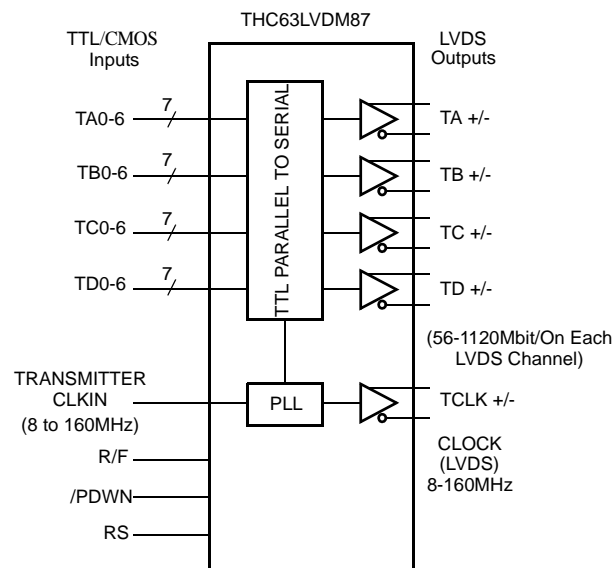 THC63LVDM87
TTL/CMOS
Inputs
LVDS
Outputs
TTL PARALLEL TO SERIAL
TA0-6
7
TA +/-
TB0-6
7
TB +/-
TC0-6
7
TC +/-
TD0-6
7
TD +/-
(56-1120Mbit/On Each
LVDS Channel)
TRANSMITTER
CLKIN
(8 to 160MHz)
PLL
TCLK +/-
CLOCK
(LVDS)
8-160MHz
R/F
/PDWN
RS